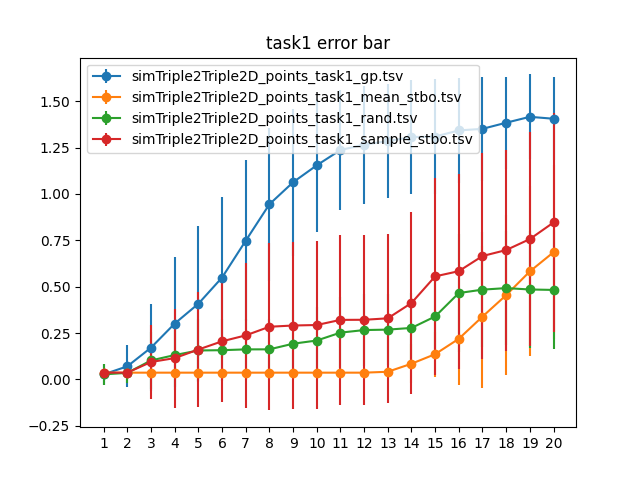 task1 error bar
simTriple2Triple2D_points_task1_gp.tsv
simTriple2Triple2D_points_task1_mean_stbo.tsv
simTriple2Triple2D_points_task1_rand.tsv
simTriple2Triple2D_points_task1_sample_stbo.tsv
1.50
1.25
1.00
0.75
0.50
0.25
0.00
−0.25
1 2 3 4 5 6 7 8 9 10 11 12 13 14 15 16 17 18 19 20